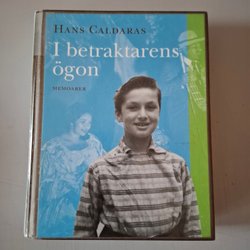 HANS CALDARAS
I betraktarens
ögon
MEMOARER